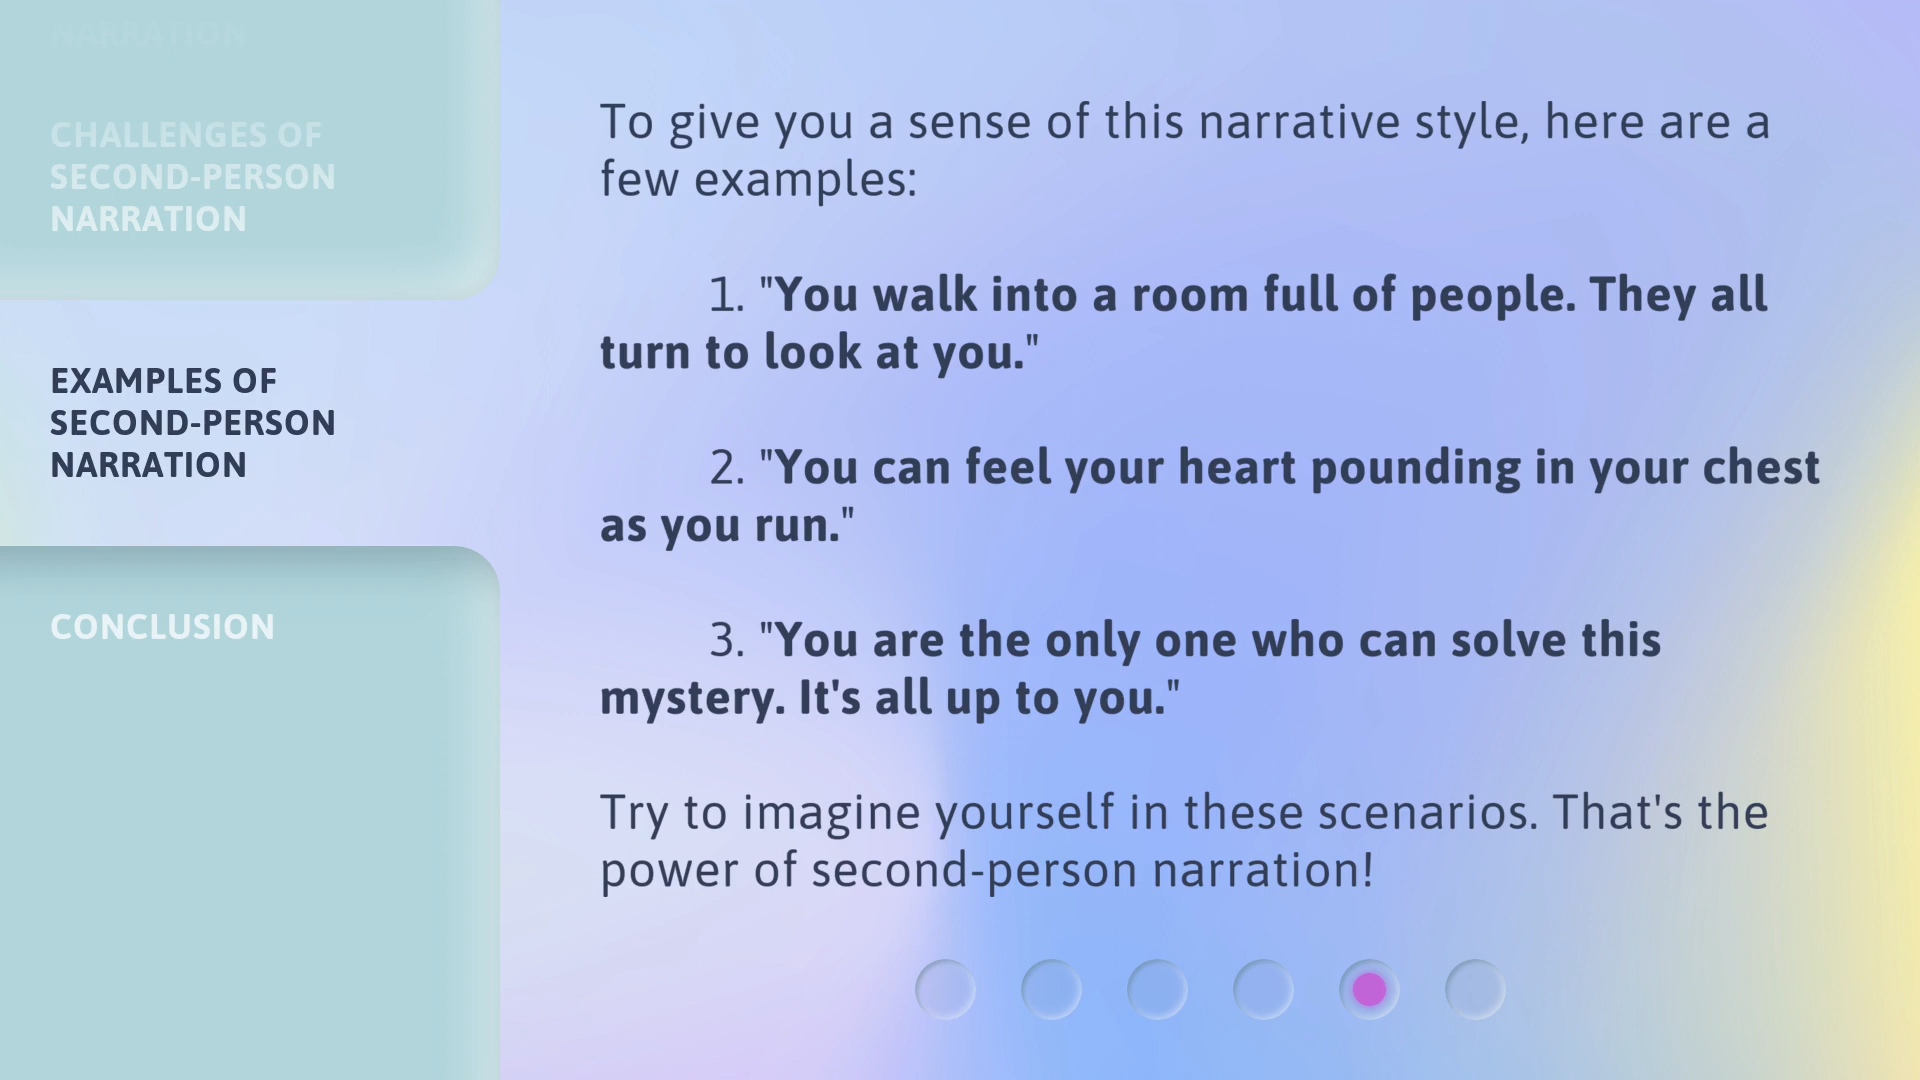 NARRATION
CHALLENGES OF
SECOND-PERSON
NARRATION
EXAMPLES OF
SECOND-PERSON
NARRATION
CONCLUSION
To give you a sense of this narrative style, here are a
few examples:
1. "You walk into a room full of people. They all
turn to look at you."
2. "You can feel your heart pounding in your chest
as you run."
3. "You are the only one who can solve this
mystery. It's all up to you."
Try to imagine yourself in these scenarios. That's the
power of second-person narration!